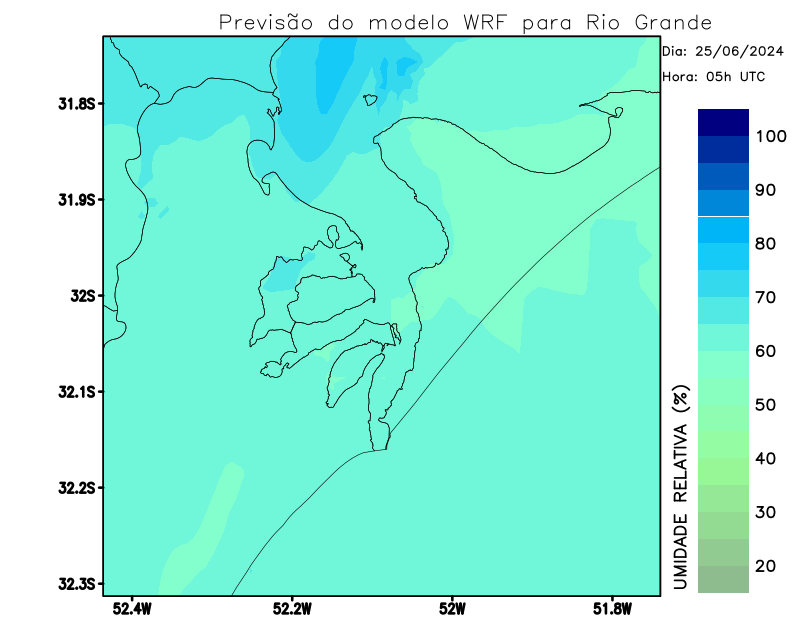 Previsão do modelo WRF para Rio Grande
Dia: 25/06/2024
Hora: 05h UTC
31.8S
31.9S
32S
32.1S
32.2S
32.3S
52.4W
52.2W
52W
51.8W
UMIDADE RELATIVA (%)
100
90
80
70
60
50
40
30
20